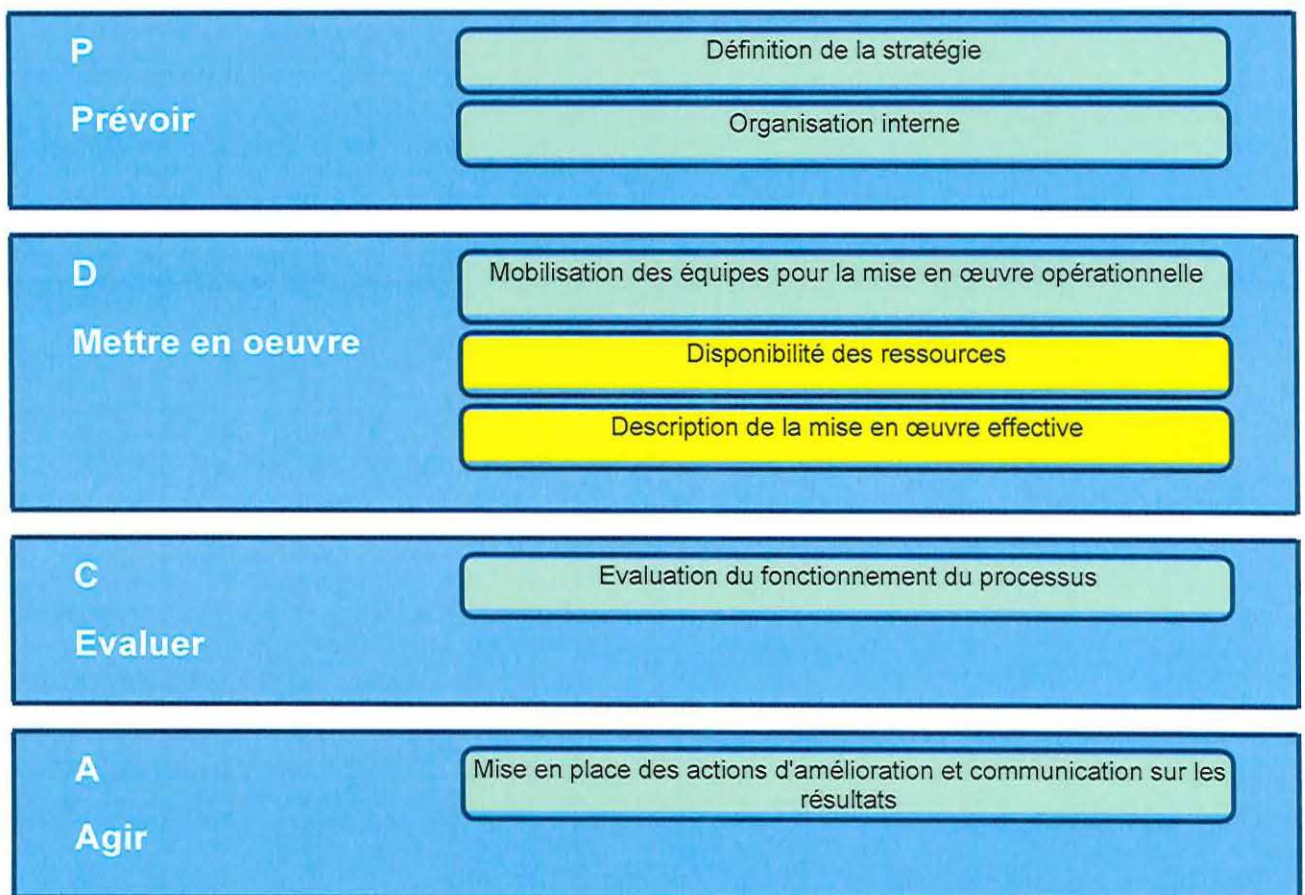 P
Prévoir
Définition de la stratégie
Organisation interne
D
Mettre en oeuvre
Mobilisation des équipes pour la mise en œuvre opérationnelle
Disponibilité des ressources
Description de la mise en œuvre effective
C
Evaluer
Evaluation du fonctionnement du processus
A
Agir
Mise en place des actions d'amélioration et communication sur les
résultats